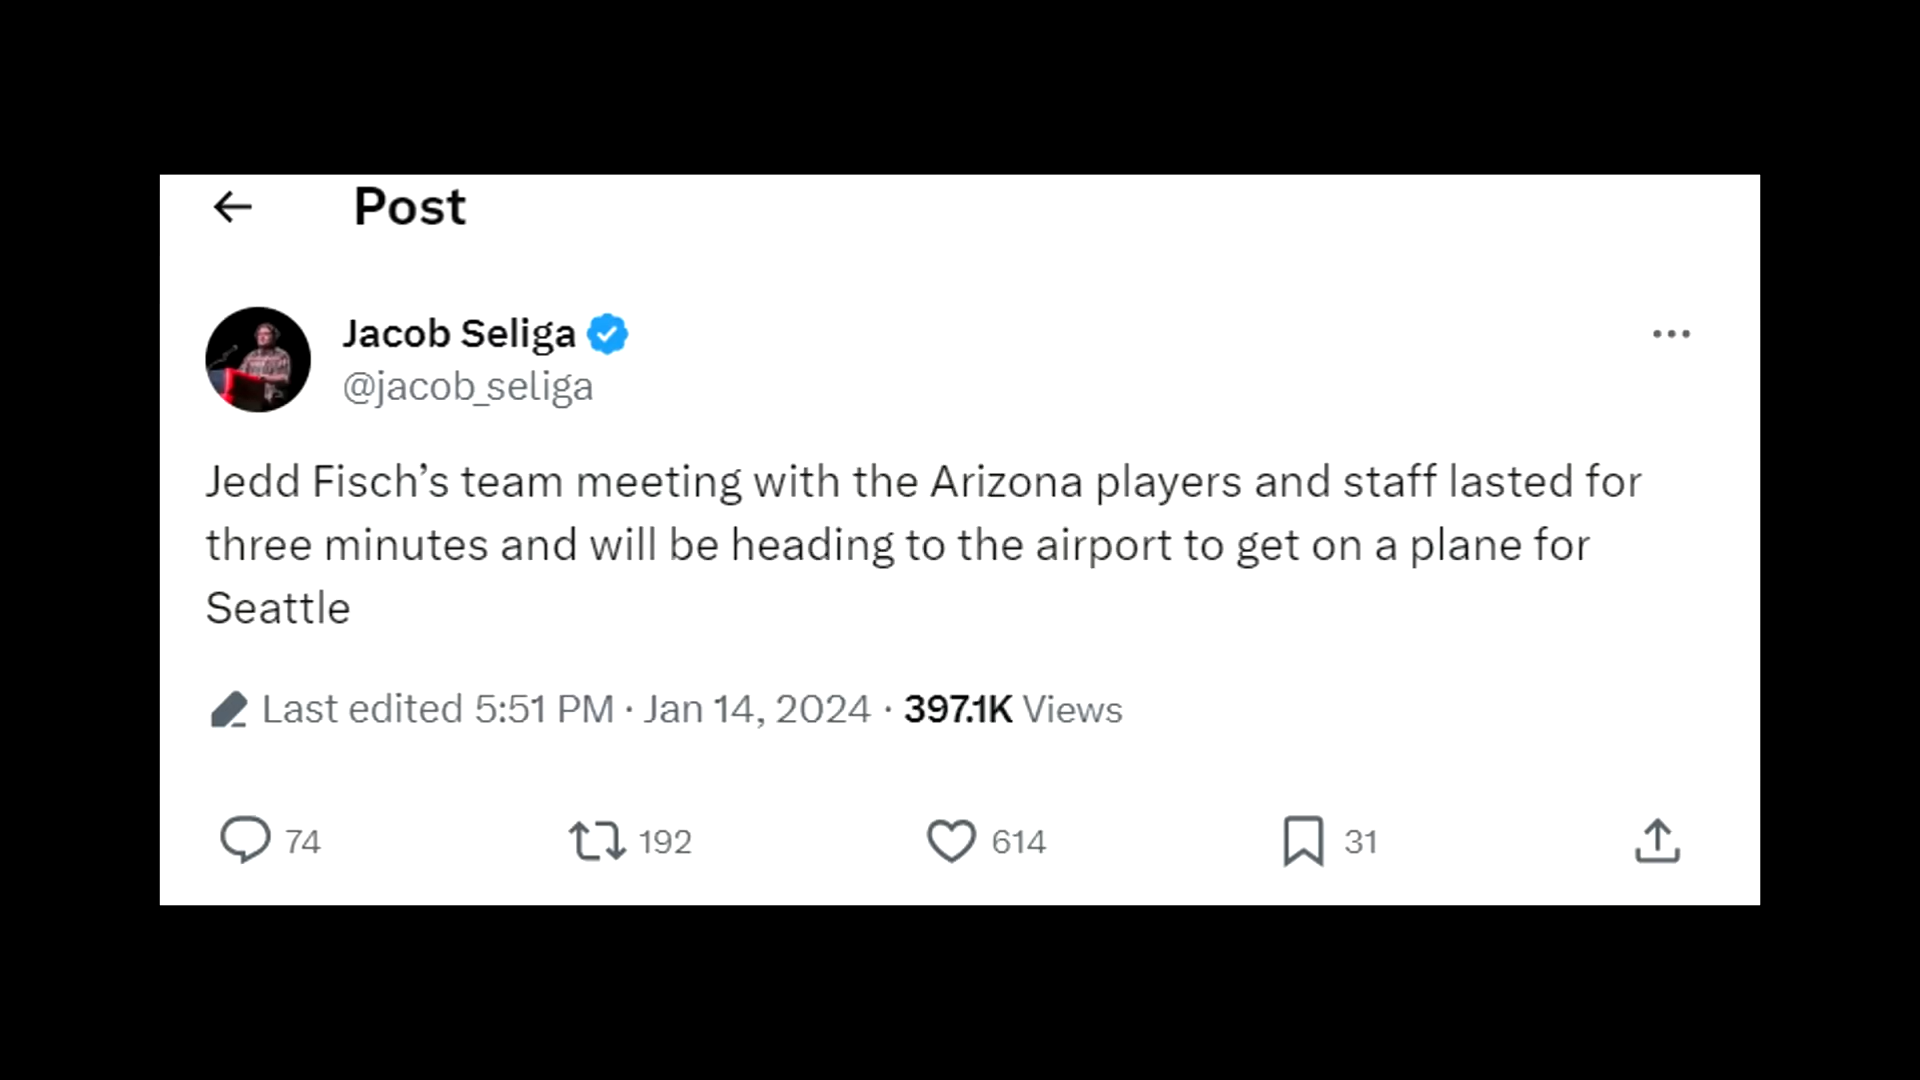 Post
Jacob Seliga
@jacob_seliga
Jedd Fisch’s team meeting with the Arizona players and staff lasted for
three minutes and will be heading to the airport to get on a plane for
Seattle
Last edited 5:51 PM · Jan 14, 2024 · 397.1K Views
74 192 614 31